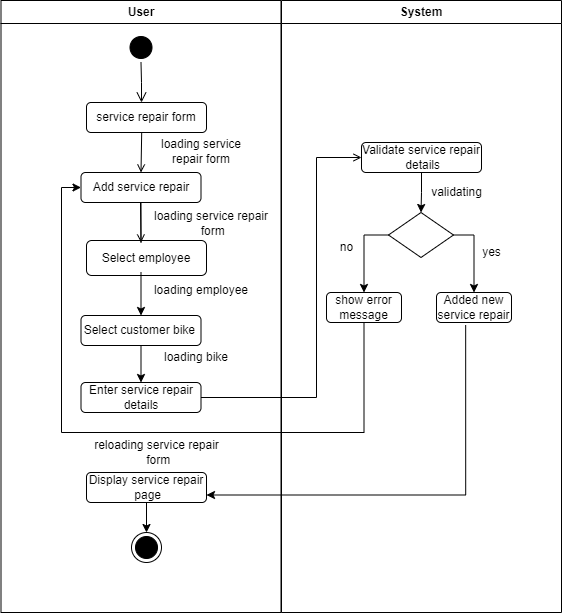 User
System
service repair form
loading service
repair form
Add service repair
loading service repair
form
Select employee
loading employee
Select customer bike
loading bike
Enter service repair
details
Validate service repair
details
validating
no
yes
show error
message
Added new
service repair
reloading service repair
form
Display service repair
page